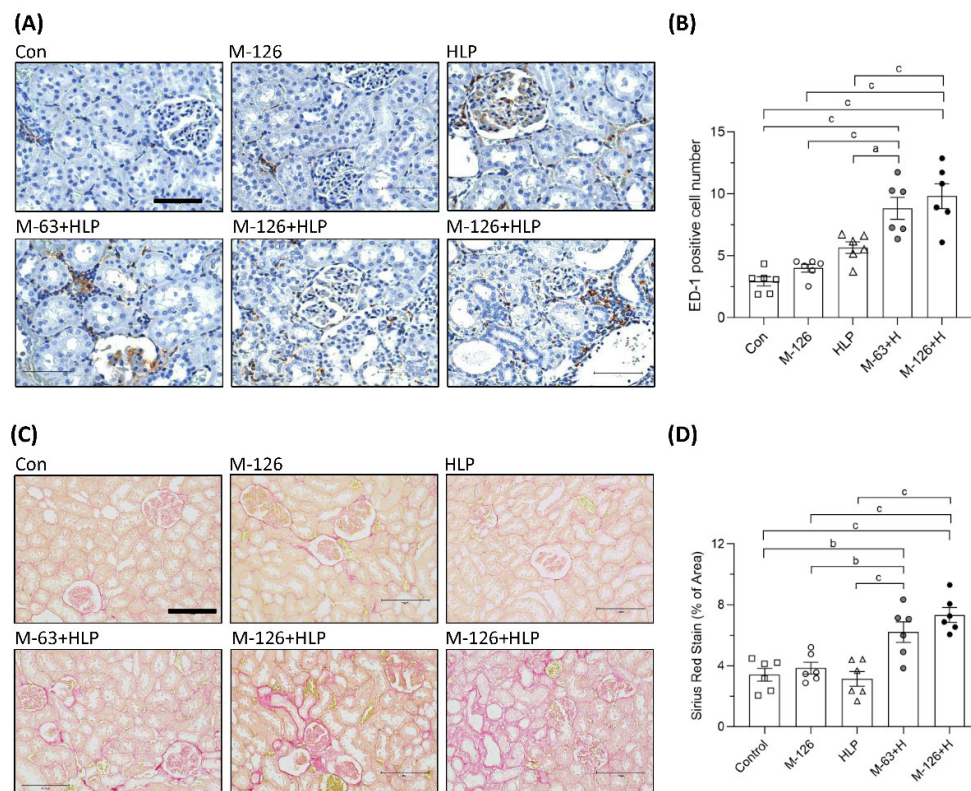 (A)
Con
M-126
HLP
M-63+HLP
M-126+HLP
M-126+HLP
(B)
c
c
c
c
c
a
15
10
5
0
ED-1 positive cell number
Con
M-126
HLP
M-63+H
M-126+H
(C)
Con
M-126
HLP
M-63+HLP
M-126+HLP
M-126+HLP
(D)
c
c
c
b
b
c
12
8
4
0
Sirius Red Stain (% of Area)
Control
M-126
HLP
M-63+H
M-126+H